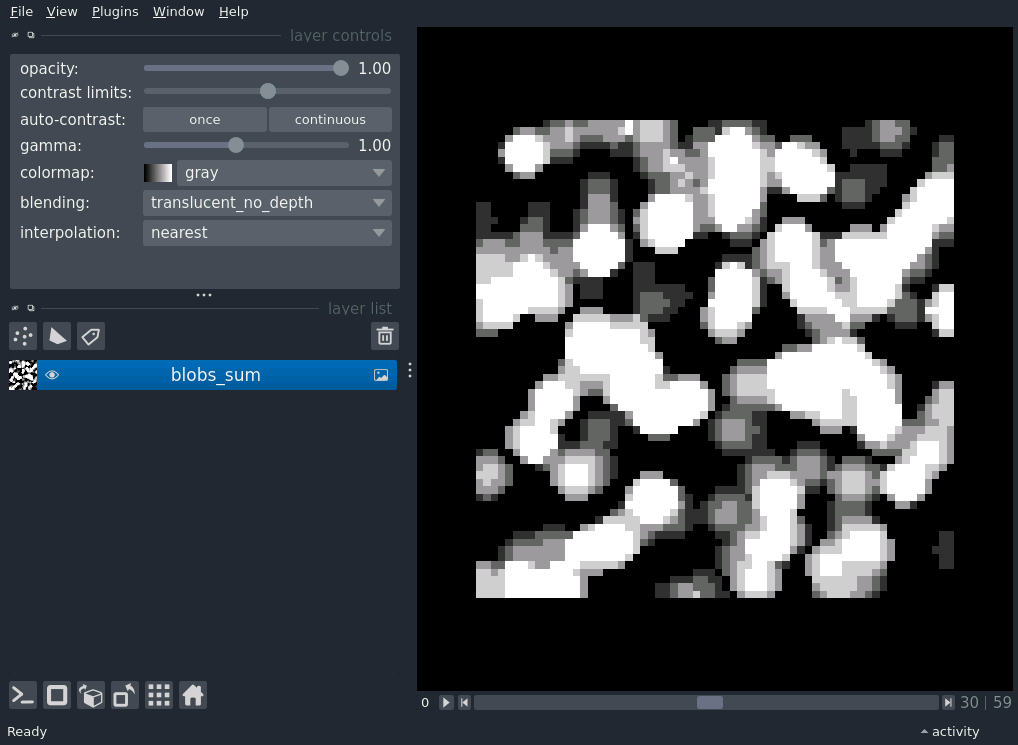 File View Plugins Window Help
layer controls
opacity: 1.00
contrast limits:
auto-contrast: once continuous
gamma: 1.00
colormap: gray
blending: translucent_no_depth
interpolation: nearest
layer list
blobs_sum
0 30 | 59
Ready activity